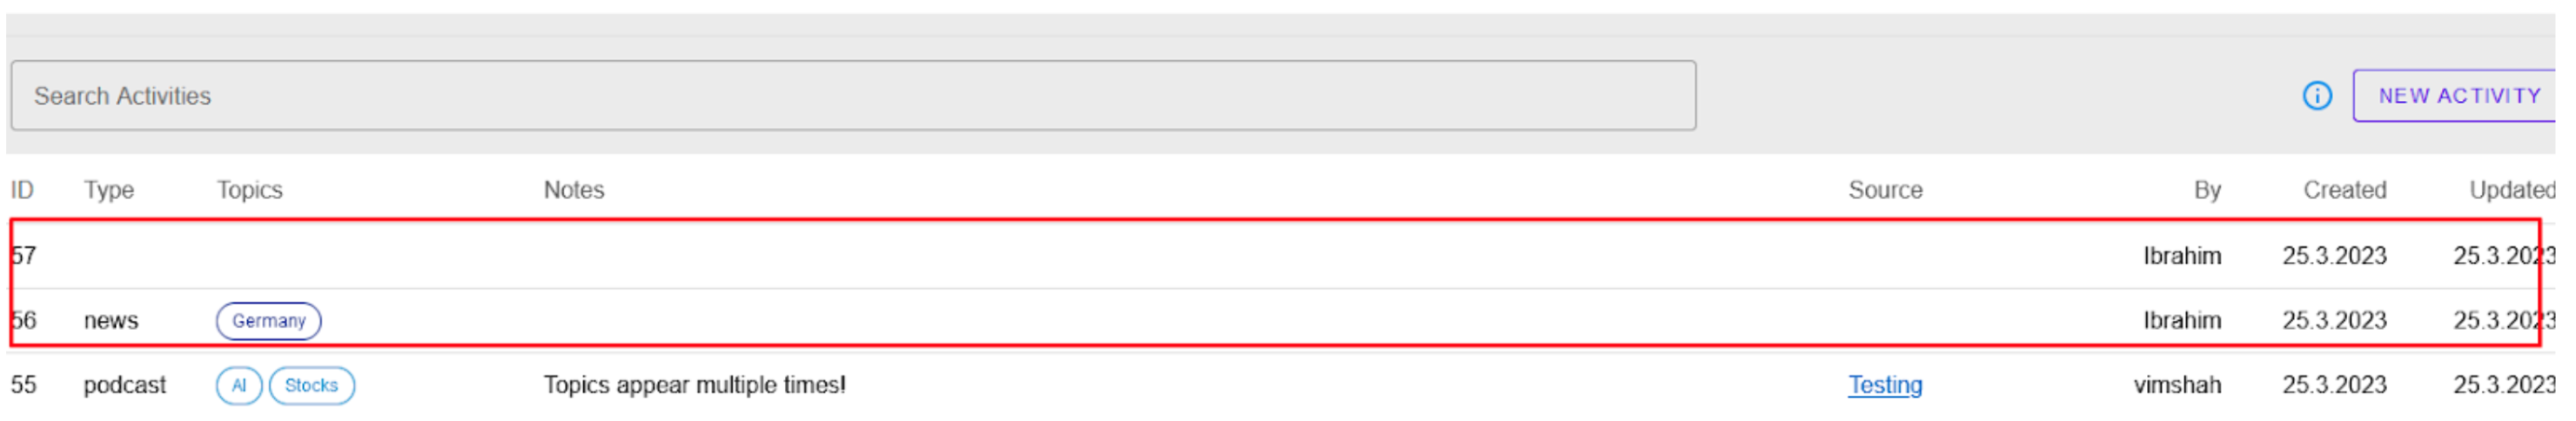 Search Activities
NEW ACTIVITY
ID Type Topics Notes Source By Created Updated
57 Ibrahim 25.3.2023 25.3.2023
56 news Germany Ibrahim 25.3.2023 25.3.2023
55 podcast AI Stocks Topics appear multiple times! Testing vimshah 25.3.2023 25.3.2023